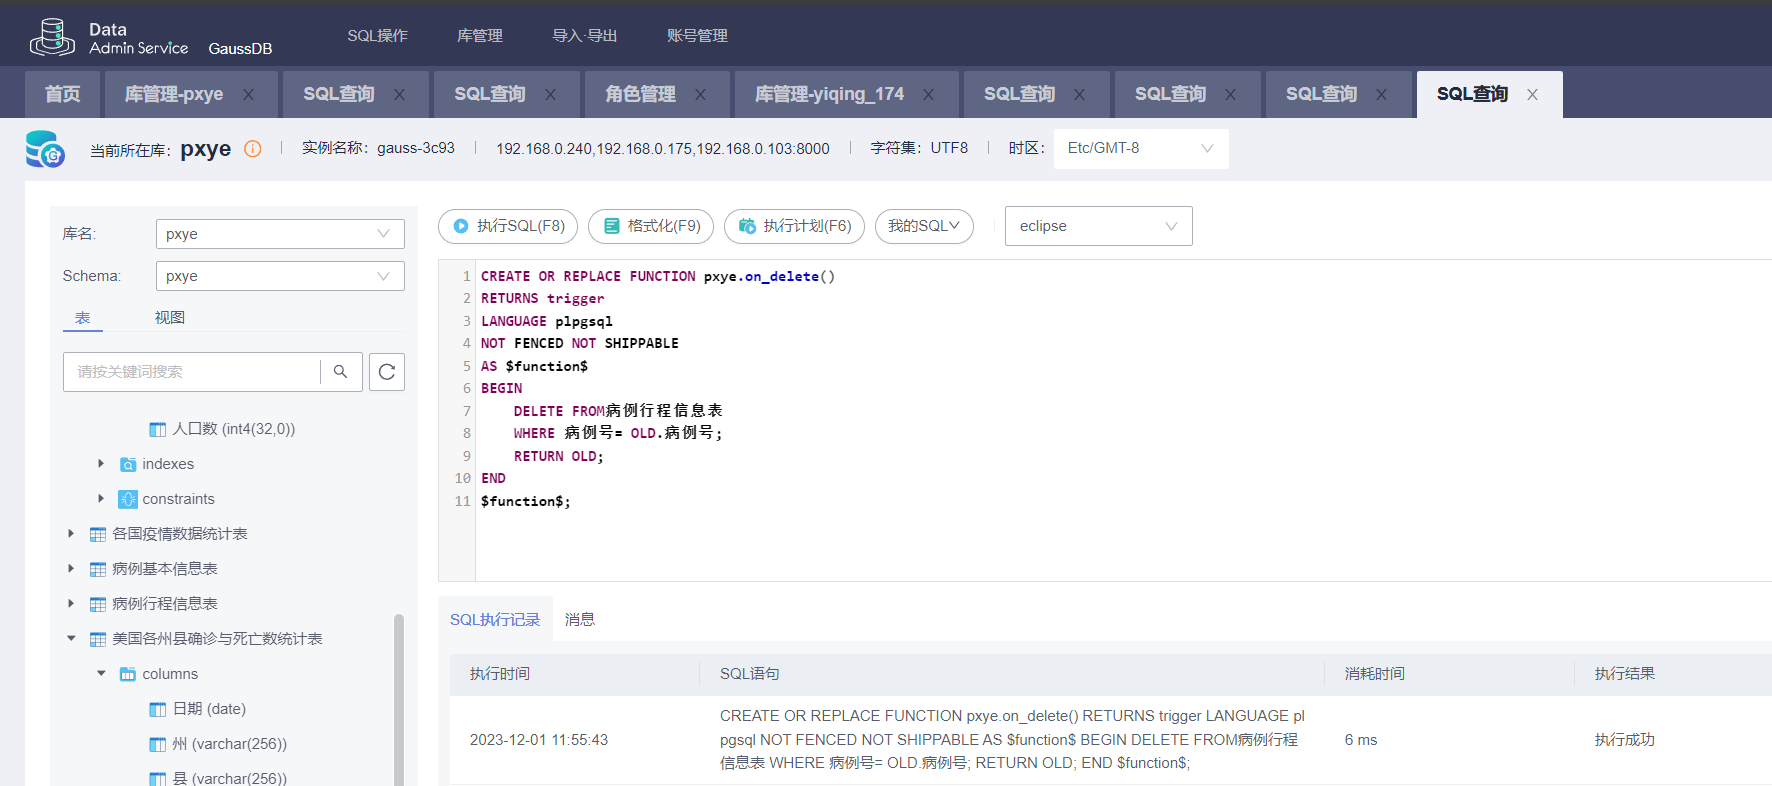 Data
Admin Service GaussDB SQL操作 库管理 导入·导出 账号管理
首页 库管理-pxye SQL查询 SQL查询 角色管理 库管理-yiqing_174 SQL查询 SQL查询 SQL查询 SQL查询
当前所在库: pxye 实例名称: gauss-3c93 192.168.0.240,192.168.0.175,192.168.0.103:8000 字符集: UTF8 时区: Etc/GMT-8
库名: pxye
Schema: pxye
表 视图
请按关键词搜索
人口数 (int4(32,0))
indexes
constraints
各国疫情数据统计表
病例基本信息表
病例行程信息表
美国各州县确诊与死亡数统计表
columns
日期 (date)
州 (varchar(256))
县 (varchar(256))
执行SQL(F8) 格式化(F9) 执行计划(F6) 我的SQL eclipse
1 CREATE OR REPLACE FUNCTION pxye.on_delete()
2 RETURNS trigger
3 LANGUAGE plpgsql
4 NOT FENCED NOT SHIPPABLE
5 AS $function$
6 BEGIN
7 DELETE FROM病例行程信息表
8 WHERE 病例号= OLD.病例号;
9 RETURN OLD;
10 END
11 $function$;
SQL执行记录 消息
执行时间 SQL语句 消耗时间 执行结果
CREATE OR REPLACE FUNCTION pxye.on_delete() RETURNS trigger LANGUAGE pl
2023-12-01 11:55:43 pgsql NOT FENCED NOT SHIPPABLE AS $function$ BEGIN DELETE FROM病例行程 6 ms 执行成功
信息表 WHERE 病例号= OLD.病例号; RETURN OLD; END $function$;